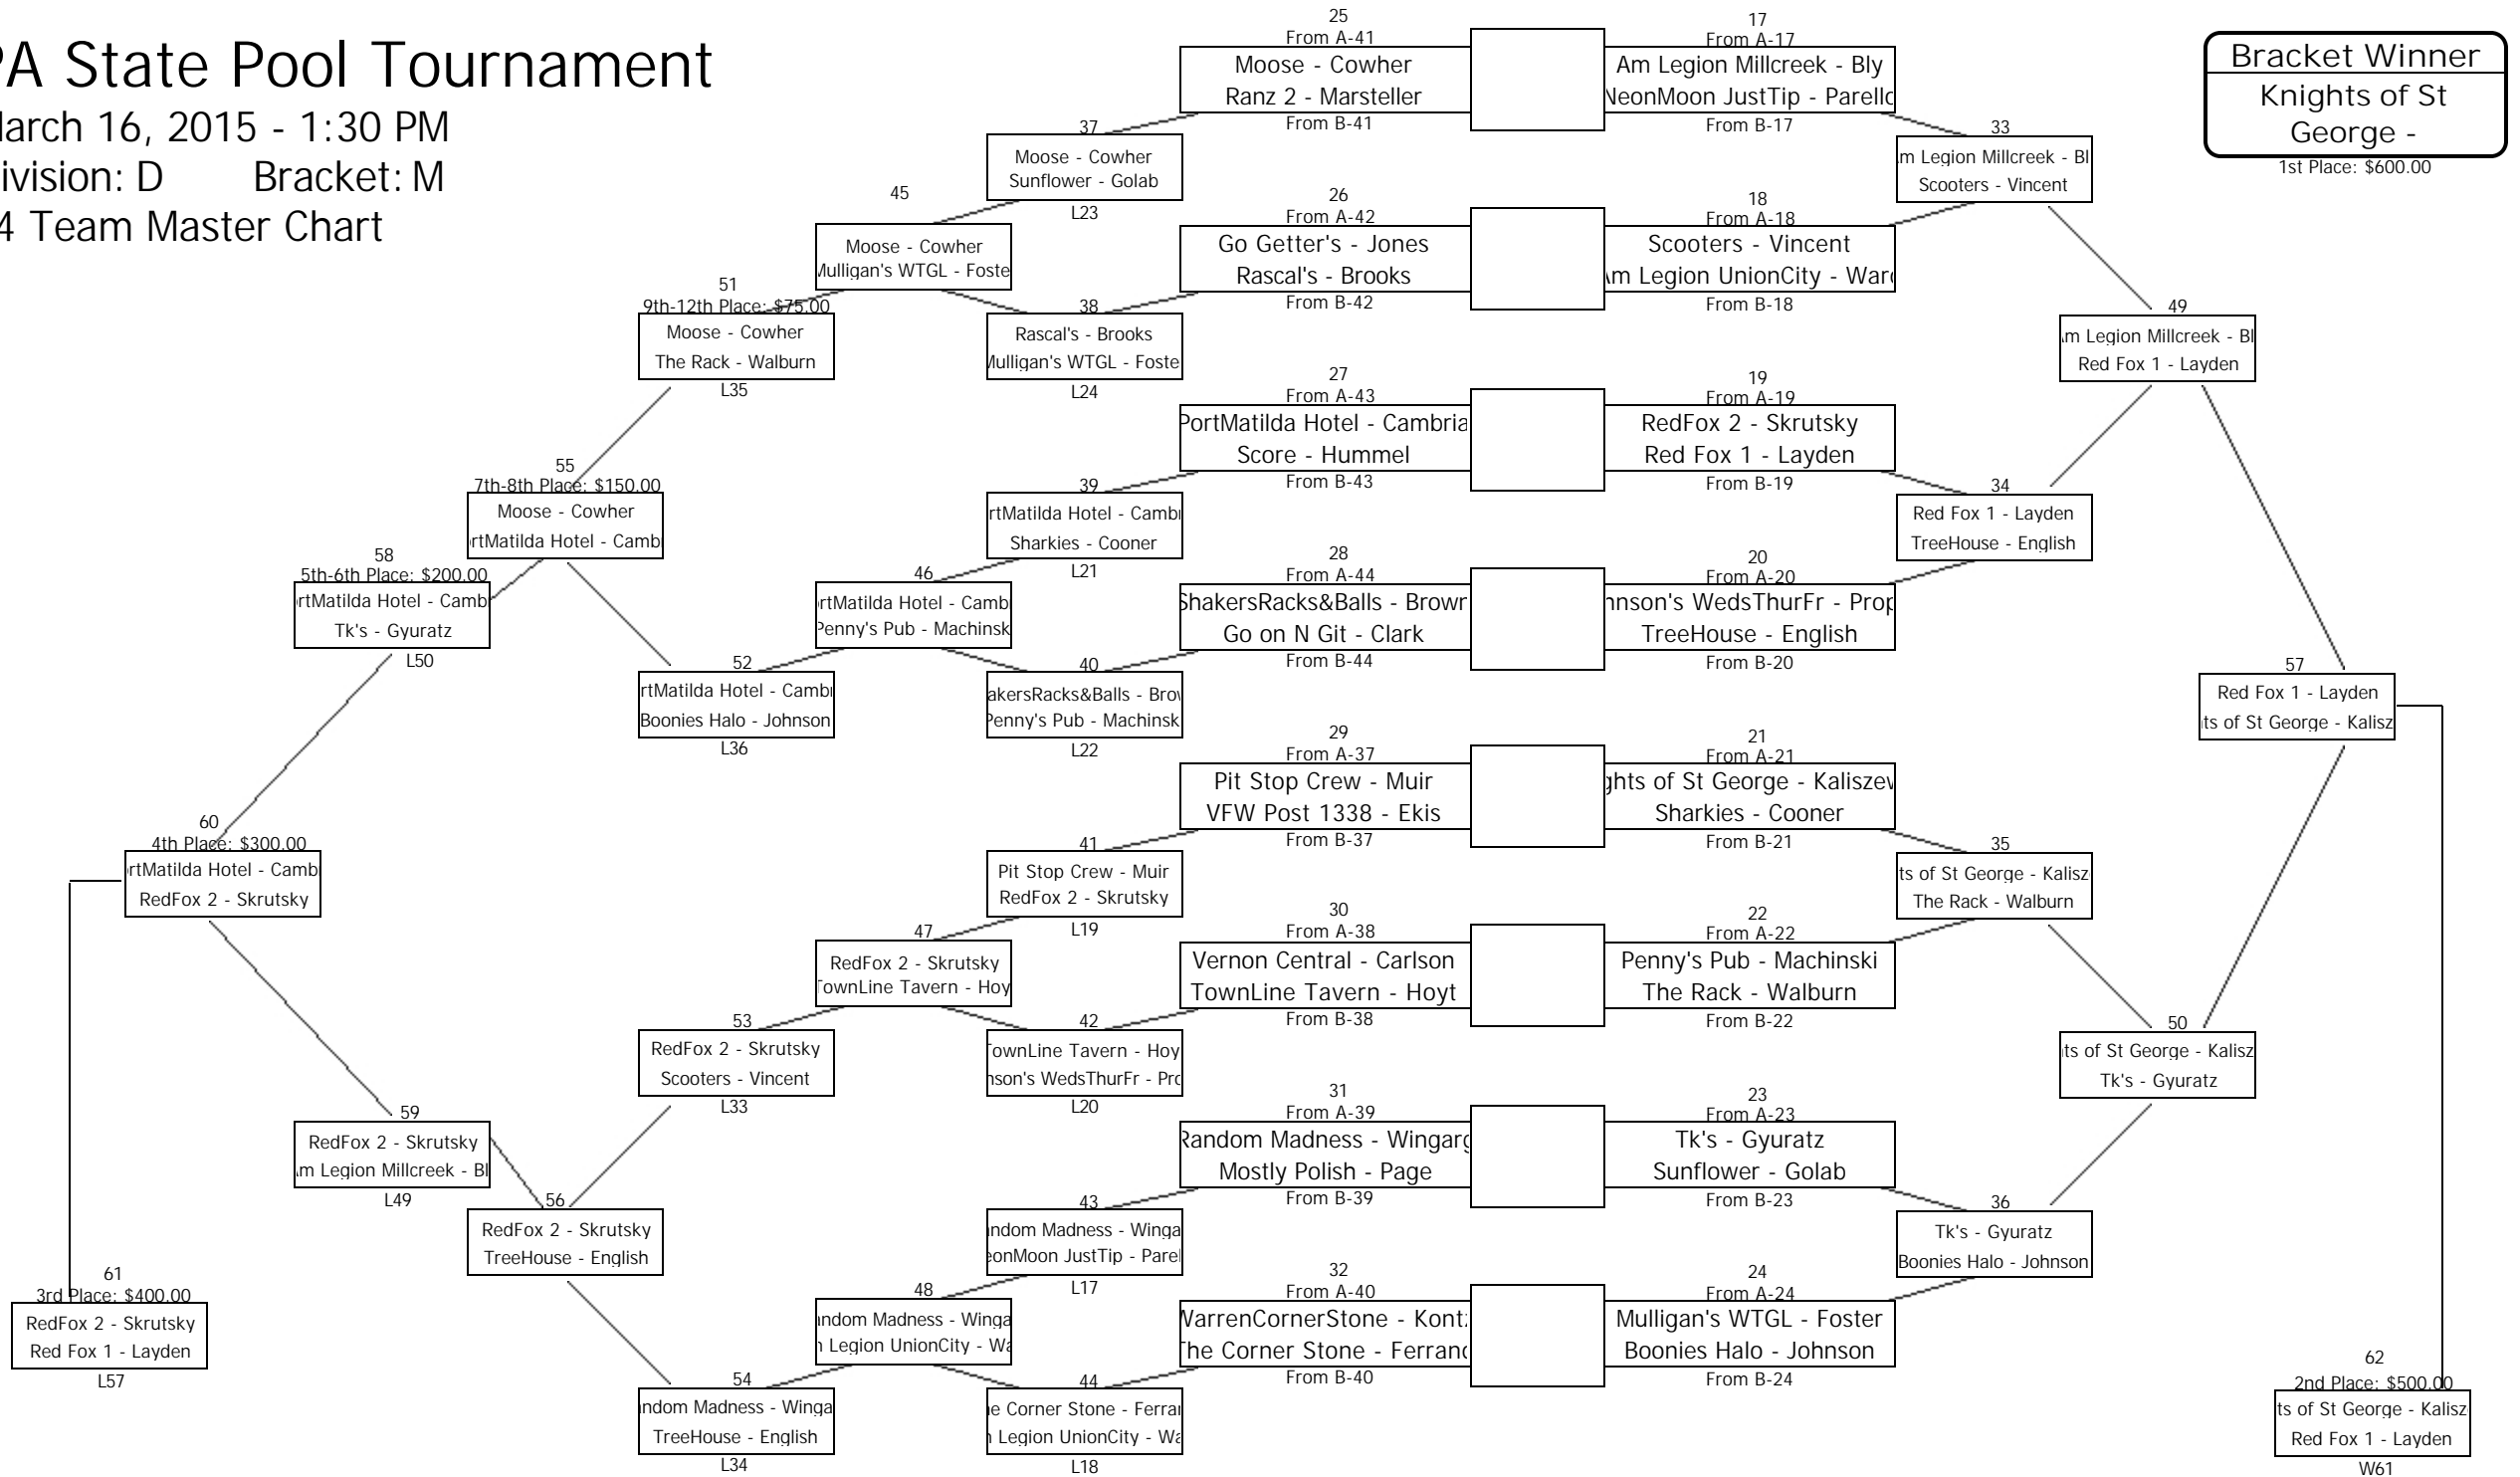 PA State Pool Tournament
March 16, 2015 - 1:30 PM
ivision: D Bracket: M
4 Team Master Chart
Bracket Winner
Knights of St
George -
1st Place: $600.00
25
From A-41
Moose - Cowher
Ranz 2 - Marsteller
From B-41
17
From A-17
Am Legion Millcreek - Bly
NeonMoon JustTip - Parello
From B-17
37
Moose - Cowher
Sunflower - Golab
L23
33
m Legion Millcreek - Bl
Scooters - Vincent
45
Moose - Cowher
Mulligan's WTGL - Foste
26
From A-42
Go Getter's - Jones
Rascal's - Brooks
From B-42
18
From A-18
Scooters - Vincent
Am Legion UnionCity - Ward
From B-18
51
9th-12th Place: $75.00
Moose - Cowher
The Rack - Walburn
L35
38
Rascal's - Brooks
Mulligan's WTGL - Foste
L24
49
m Legion Millcreek - Bl
Red Fox 1 - Layden
27
From A-43
PortMatilda Hotel - Cambria
Score - Hummel
From B-43
19
From A-19
RedFox 2 - Skrutsky
Red Fox 1 - Layden
From B-19
55
7th-8th Place: $150.00
Moose - Cowher
rtMatilda Hotel - Camb
39
rtMatilda Hotel - Camb
Sharkies - Cooner
L21
34
Red Fox 1 - Layden
TreeHouse - English
58
5th-6th Place: $200.00
rtMatilda Hotel - Camb
Tk's - Gyuratz
L50
46
rtMatilda Hotel - Camb
Penny's Pub - Machinsk
28
From A-44
ShakersRacks&Balls - Brown
Go on N Git - Clark
From B-44
20
From A-20
hnson's WedsThurFr - Prop
TreeHouse - English
From B-20
52
rtMatilda Hotel - Camb
Boonies Halo - Johnson
L36
40
akersRacks&Balls - Brov
Penny's Pub - Machinsk
L22
57
Red Fox 1 - Layden
ts of St George - Kalisz
29
From A-37
Pit Stop Crew - Muir
VFW Post 1338 - Ekis
From B-37
21
From A-21
ghts of St George - Kaliszev
Sharkies - Cooner
From B-21
60
4th Place: $300.00
rtMatilda Hotel - Camb
RedFox 2 - Skrutsky
41
Pit Stop Crew - Muir
RedFox 2 - Skrutsky
L19
35
ts of St George - Kalisz
The Rack - Walburn
47
RedFox 2 - Skrutsky
TownLine Tavern - Hoy
30
From A-38
Vernon Central - Carlson
TownLine Tavern - Hoyt
From B-38
22
From A-22
Penny's Pub - Machinski
The Rack - Walburn
From B-22
53
RedFox 2 - Skrutsky
Scooters - Vincent
L33
42
TownLine Tavern - Hoy
nson's WedsThurFr - Pro
L20
50
ts of St George - Kalisz
Tk's - Gyuratz
59
RedFox 2 - Skrutsky
m Legion Millcreek - Bl
L49
31
From A-39
Random Madness - Wingard
Mostly Polish - Page
From B-39
23
From A-23
Tk's - Gyuratz
Sunflower - Golab
From B-23
56
RedFox 2 - Skrutsky
TreeHouse - English
43
ndom Madness - Winga
eonMoon JustTip - Parel
L17
36
Tk's - Gyuratz
Boonies Halo - Johnson
61
3rd Place: $400.00
RedFox 2 - Skrutsky
Red Fox 1 - Layden
L57
48
ndom Madness - Winga
n Legion UnionCity - Wa
32
From A-40
WarrenCornerStone - Kontz
The Corner Stone - Ferrand
From B-40
24
From A-24
Mulligan's WTGL - Foster
Boonies Halo - Johnson
From B-24
54
ndom Madness - Winga
TreeHouse - English
L34
44
e Corner Stone - Ferran
n Legion UnionCity - Wa
L18
62
2nd Place: $500.00
ts of St George - Kalisz
Red Fox 1 - Layden
W61